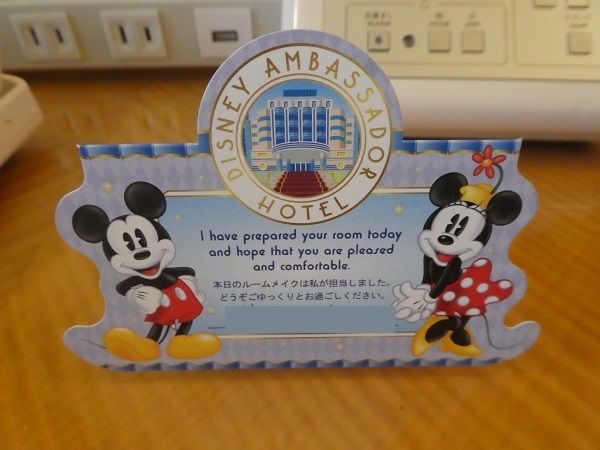 DISNEY AMBASSADOR
HOTEL
I have prepared your room today
and hope that you are pleased
and comfortable.
本日のルームメイクは私が担当しました。
どうぞごゆっくりとお過ごしください。